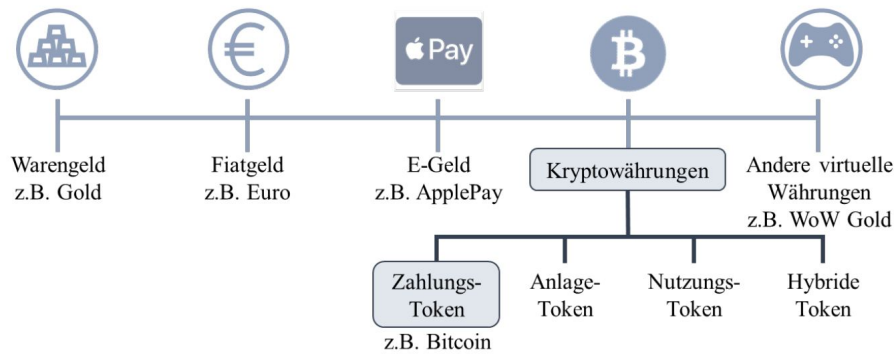 Pay
Warengeld
z.B. Gold
Fiatgeld
z.B. Euro
E-Geld
z.B. ApplePay
Kryptowährungen
Andere virtuelle
Währungen
z.B. WoW Gold
Zahlungs-
Token
z.B. Bitcoin
Anlage-
Token
Nutzungs-
Token
Hybride
Token